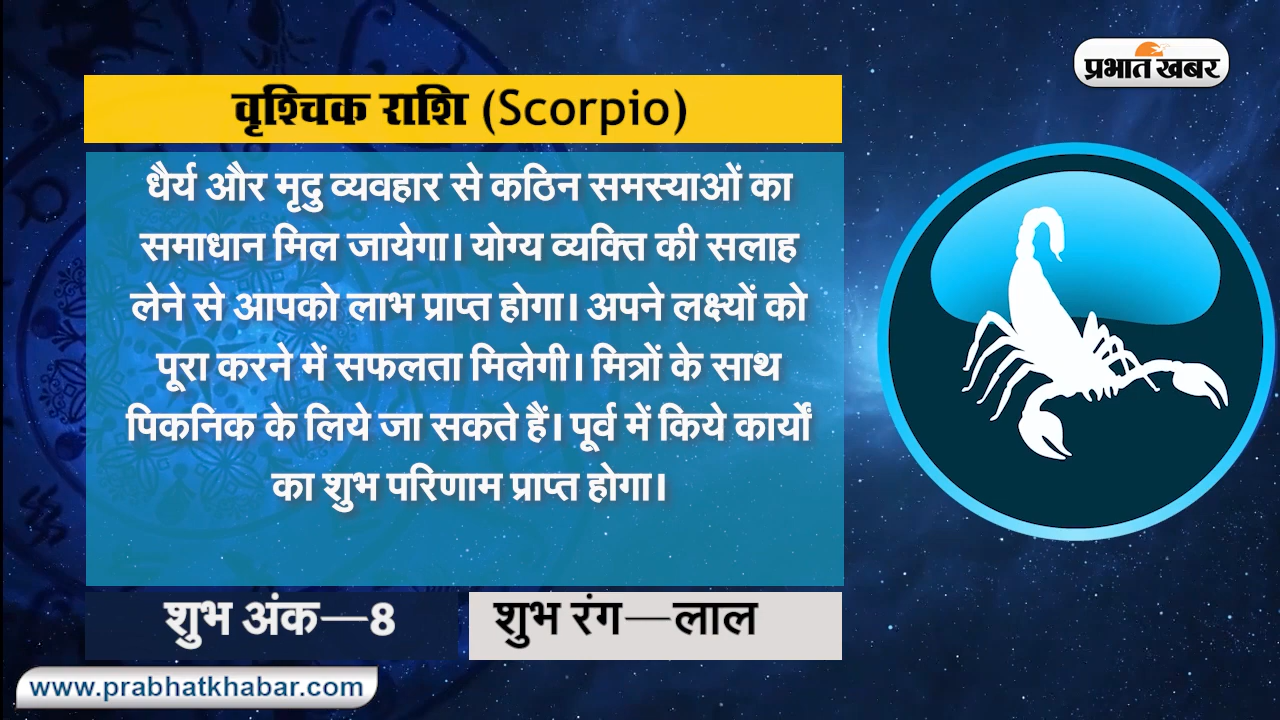 प्रभात खबर
वृश्चिक राशि (Scorpio)
धैर्य और मृदु व्यवहार से कठिन समस्याओं का
समाधान मिल जायेगा। योग्य व्यक्ति की सलाह
लेने से आपको लाभ प्राप्त होगा। अपने लक्ष्यों को
पूरा करने में सफलता मिलेगी। मित्रों के साथ
पिकनिक के लिये जा सकते हैं। पूर्व में किये कार्यों
का शुभ परिणाम प्राप्त होगा।
शुभ अंक—8
शुभ रंग—लाल
www.prabhatkhabar.com